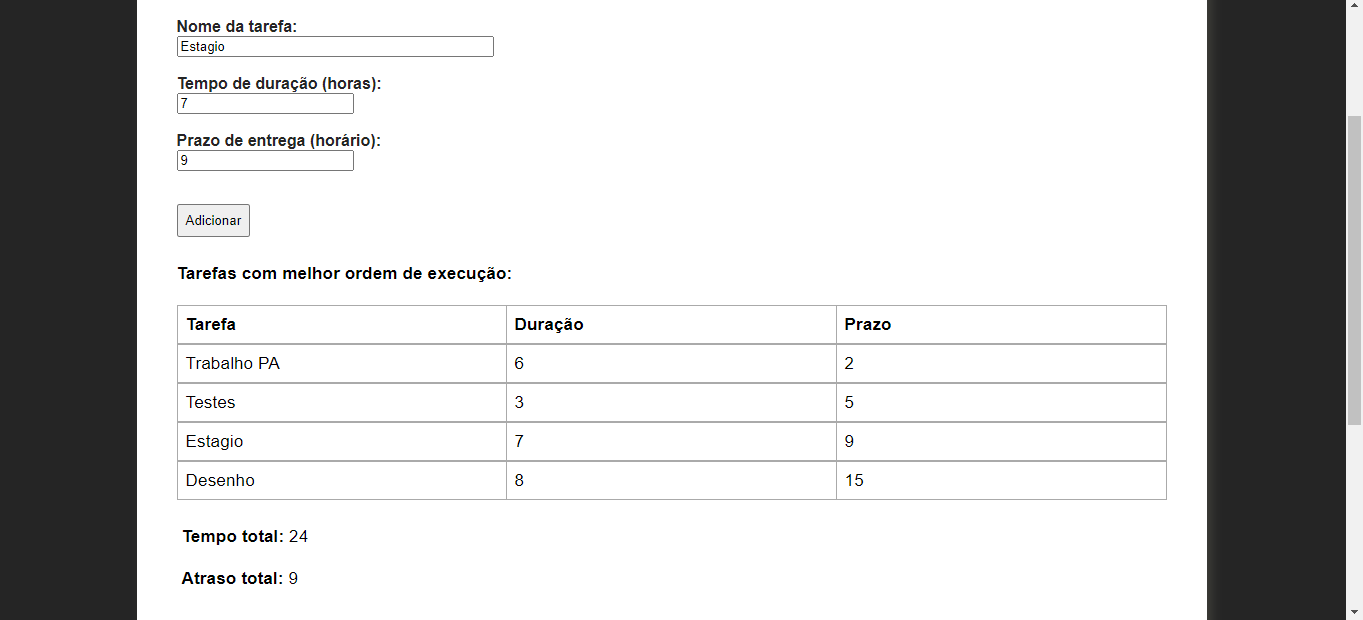 Nome da tarefa:
Estagio
Tempo de duração (horas):
7
Prazo de entrega (horário):
9
Adicionar
Tarefas com melhor ordem de execução:
Tarefa Duração Prazo
Trabalho PA 6 2
Testes 3 5
Estagio 7 9
Desenho 8 15
Tempo total: 24
Atraso total: 9